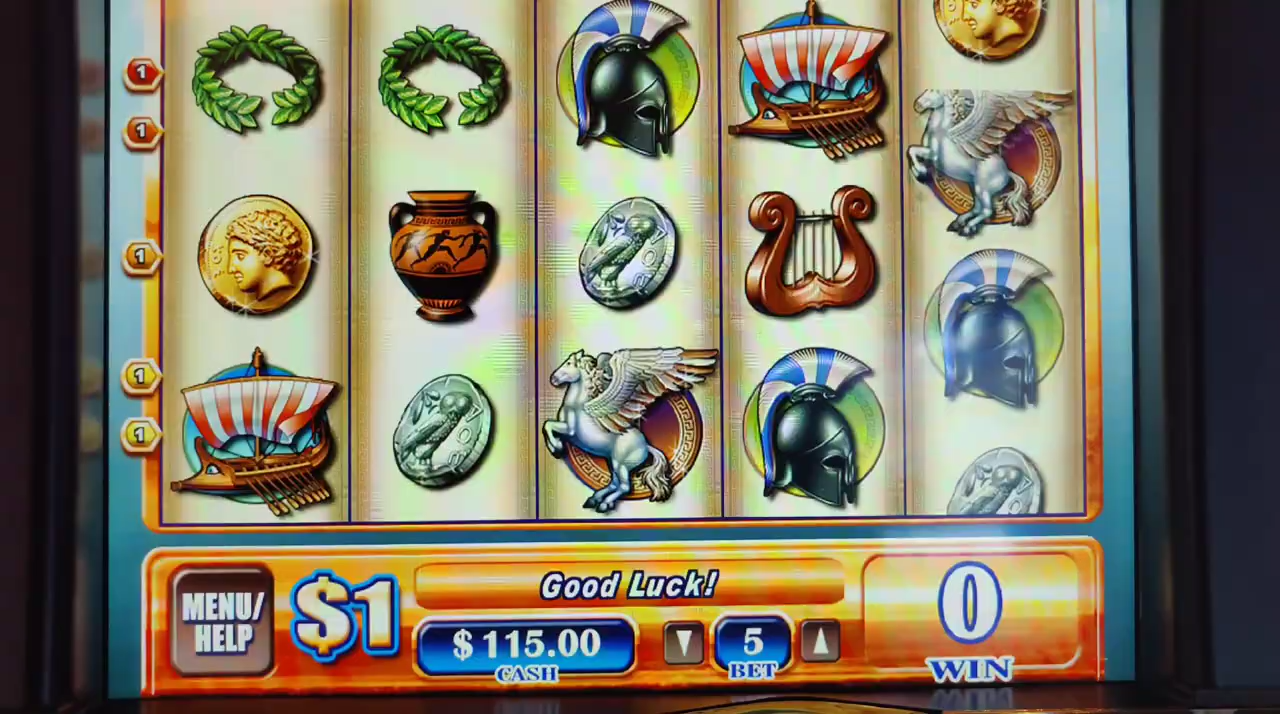 1
1
1
1
1
MENU/
HELP
$1
Good Luck!
$115.00
CASH
5
BET
0
WIN